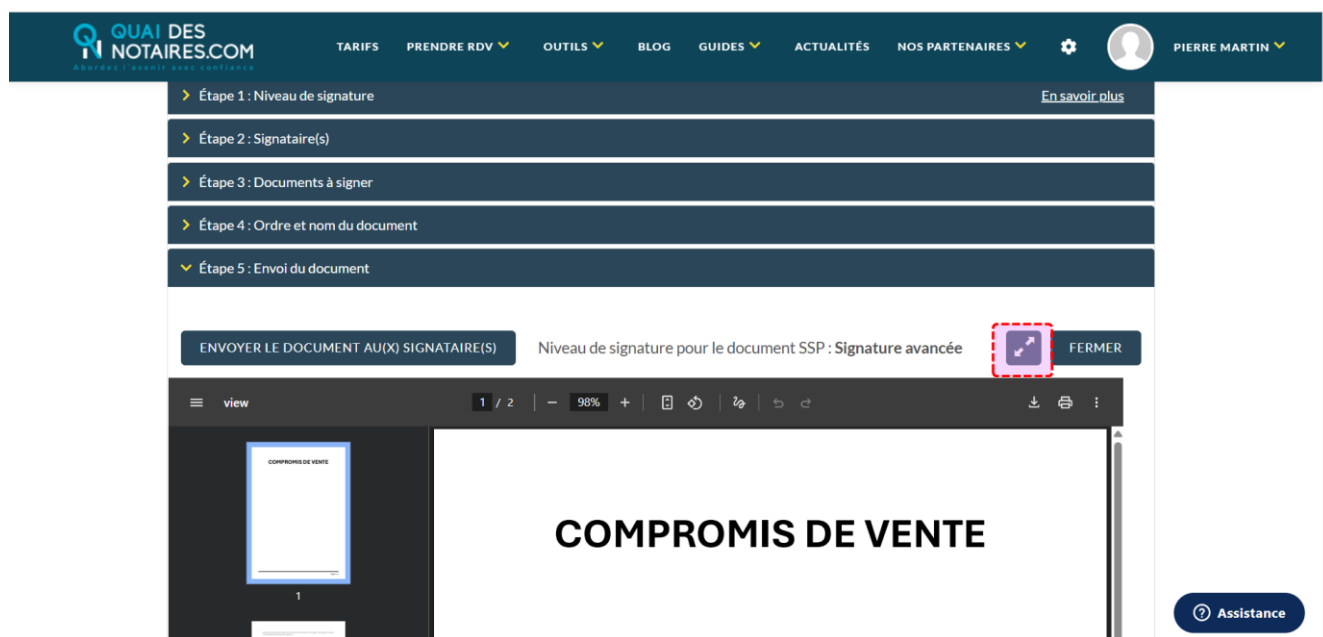 QUAI DES
NOTAIRES.COM
Abordez l'avenir avec confiance
TARIFS PRENDRE RDV OUTILS BLOG GUIDES ACTUALITÉS NOS PARTENAIRES PIERRE MARTIN
Étape 1 : Niveau de signature En savoir plus
Étape 2 : Signataire(s)
Étape 3 : Documents à signer
Étape 4 : Ordre et nom du document
Étape 5 : Envoi du document
ENVOYER LE DOCUMENT AU(X) SIGNATAIRE(S) Niveau de signature pour le document SSP : Signature avancée FERMER
view 1 / 2 98%
COMPROMIS DE VENTE
1
COMPROMIS DE VENTE
Assistance